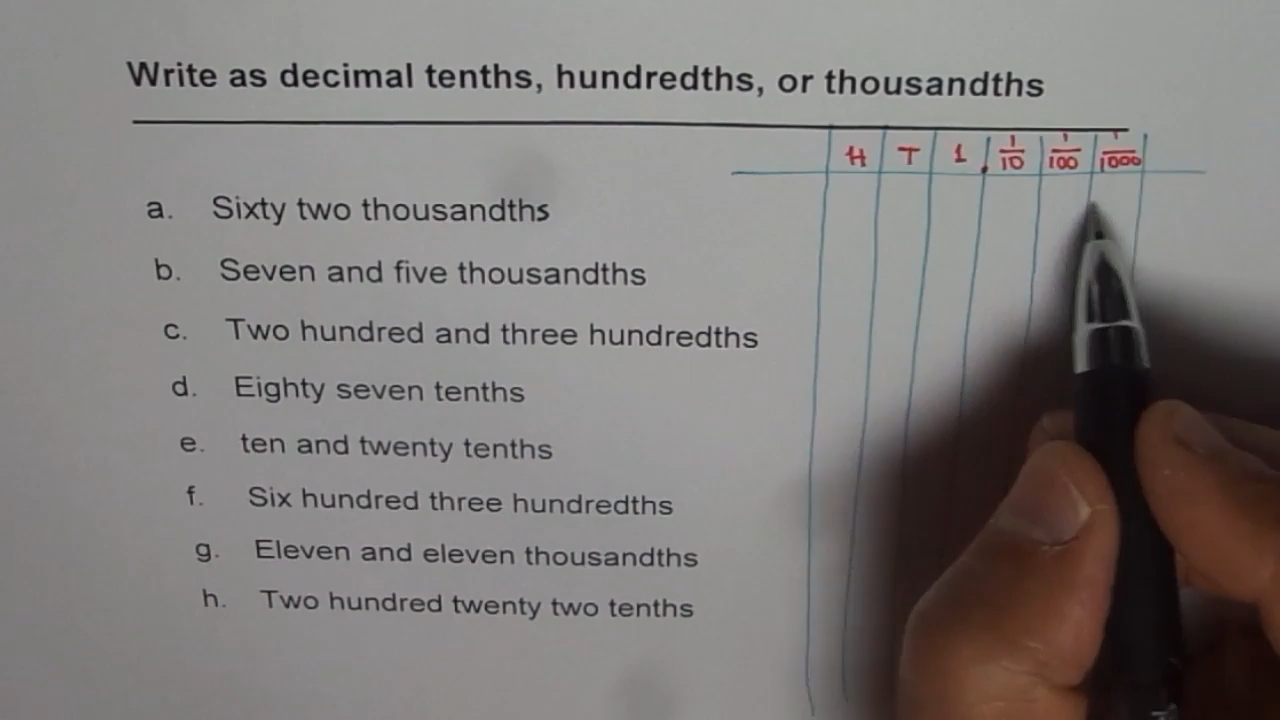 Write as decimal tenths, hundredths, or thousandths
H T 1 . 1/10 1/100 1/1000
a. Sixty two thousandths
b. Seven and five thousandths
c. Two hundred and three hundredths
d. Eighty seven tenths
e. ten and twenty tenths
f. Six hundred three hundredths
g. Eleven and eleven thousandths
h. Two hundred twenty two tenths